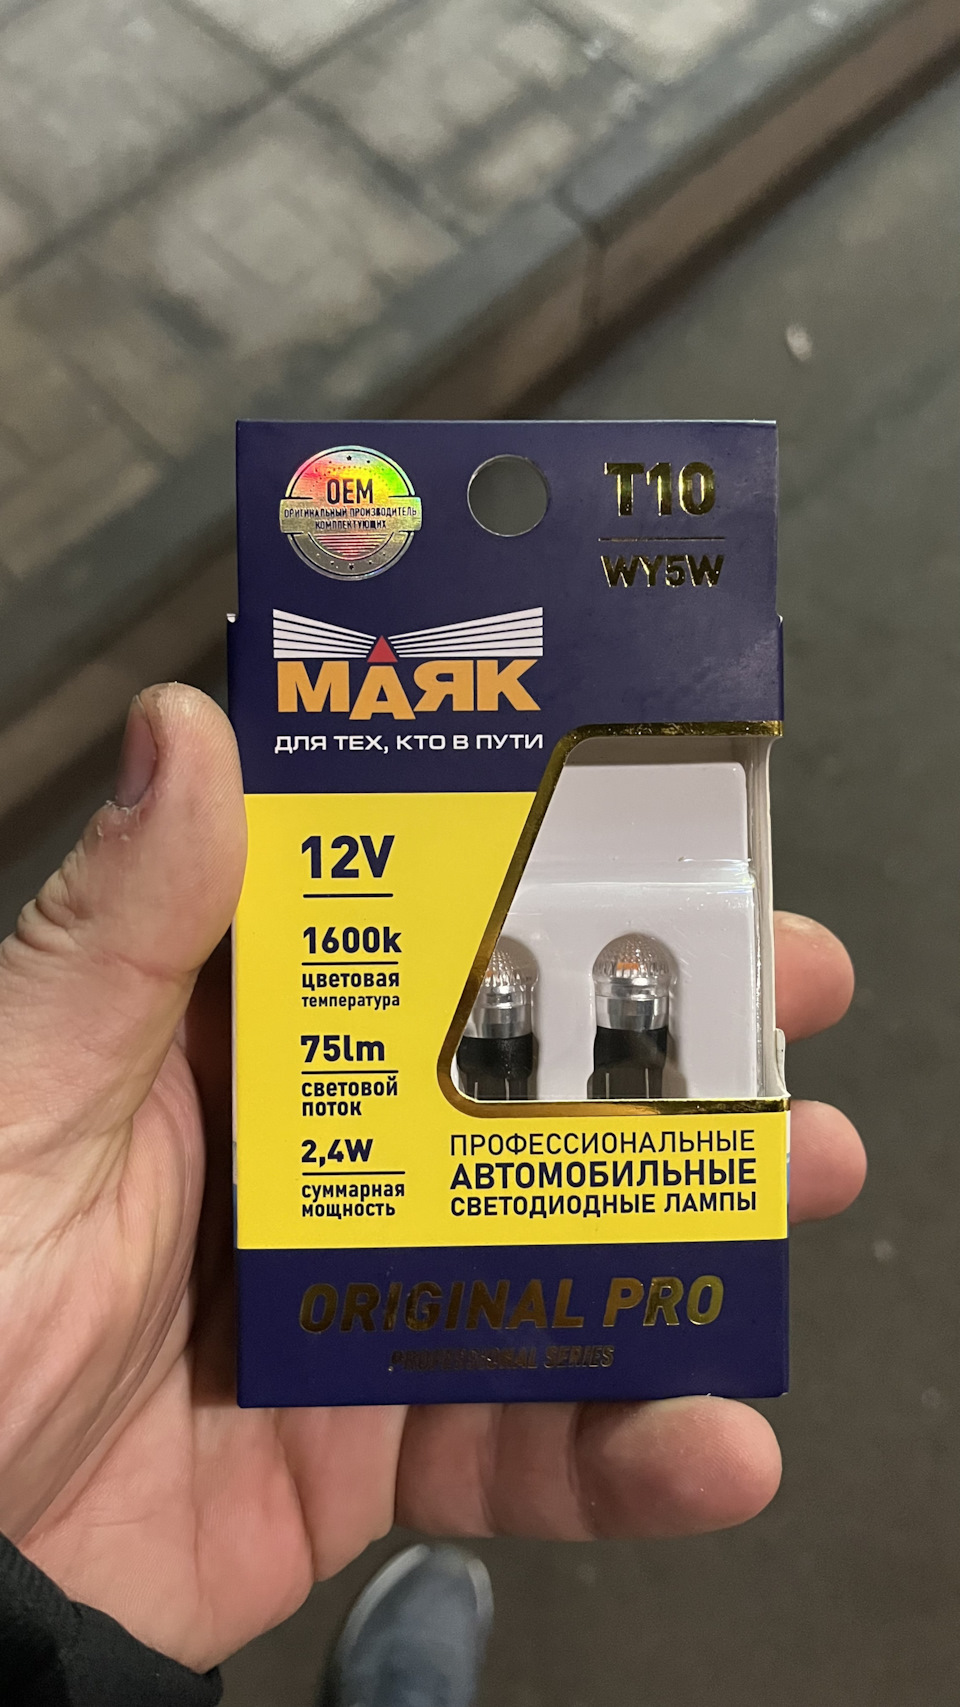 OEM
ОРИГИНАЛЬНЫЙ ПРОИЗВОДИТЕЛЬ
КОМПЛЕКТУЮЩИХ
T10
WY5W
МАЯК
ДЛЯ ТЕХ, КТО В ПУТИ
12V
1600k
цветовая
температура
75lm
световой
поток
2,4W
суммарная
мощность
ПРОФЕССИОНАЛЬНЫЕ
АВТОМОБИЛЬНЫЕ
СВЕТОДИОДНЫЕ ЛАМПЫ
ORIGINAL PRO
PROFESSIONAL SERIES